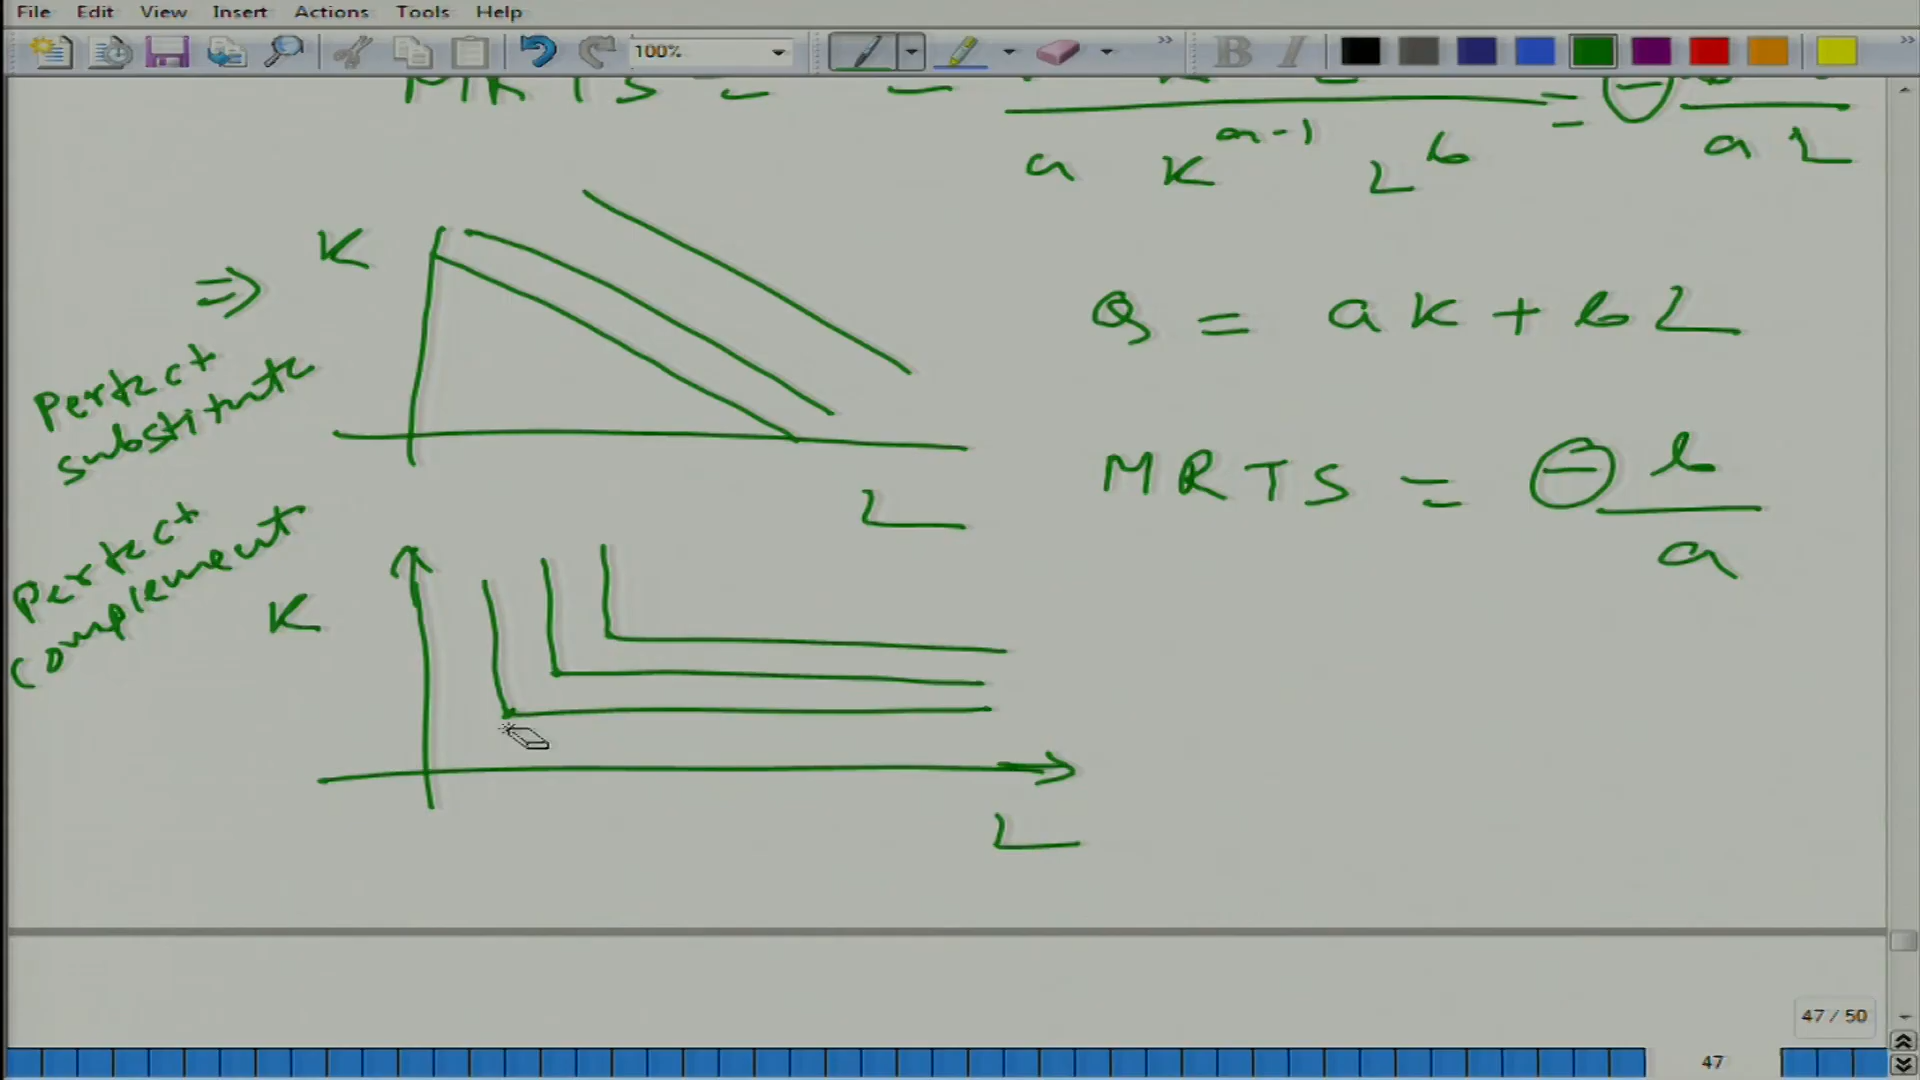 File Edit View Insert Actions Tools Help
100%
B I
MRTS = - = =
a K^a-1 L^b
a L
K
Q = aK + bL
Perfect
substitute
MRTS = - b
a
L
Perfect
complement
K
L
47 / 50
47